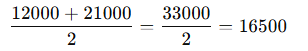 (12000 + 21000)/2 = 33000/2 = 16500